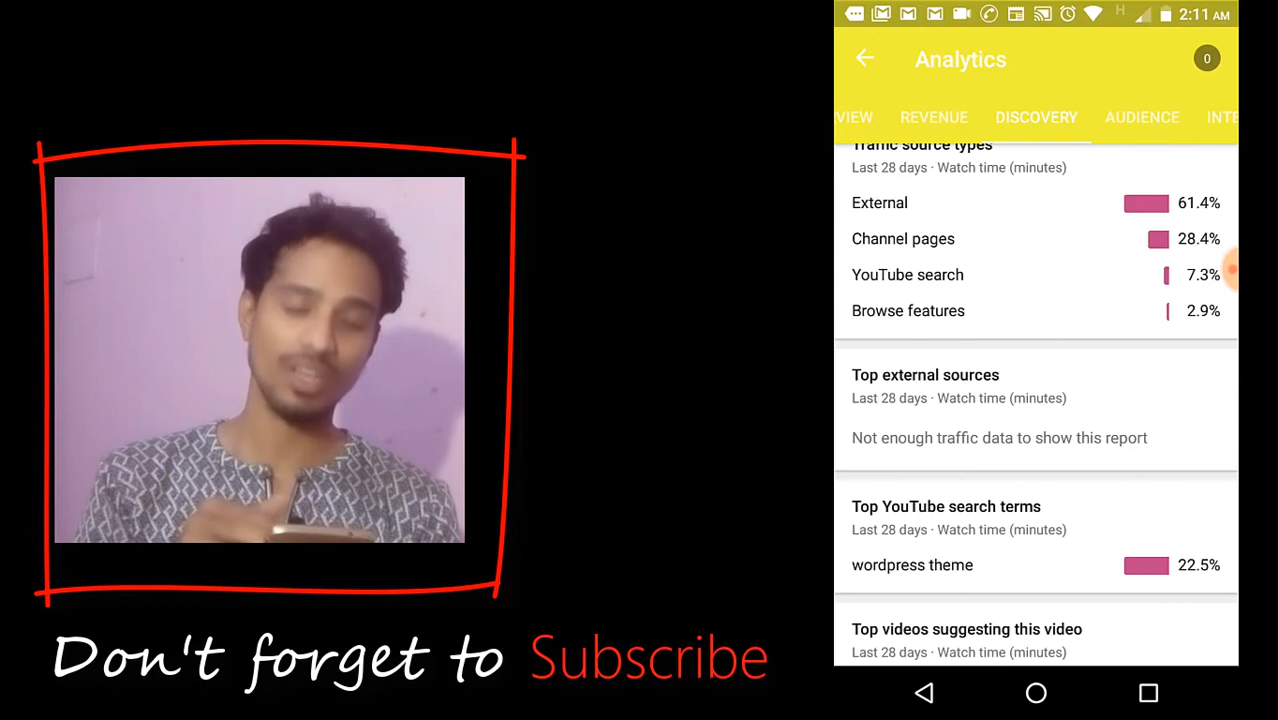 H 2:11 AM
Analytics 0
VIEW REVENUE DISCOVERY AUDIENCE INTE
Traffic source types
Last 28 days · Watch time (minutes)
External 61.4%
Channel pages 28.4%
YouTube search 7.3%
Browse features 2.9%
Top external sources
Last 28 days · Watch time (minutes)
Not enough traffic data to show this report
Top YouTube search terms
Last 28 days · Watch time (minutes)
wordpress theme 22.5%
Top videos suggesting this video
Last 28 days · Watch time (minutes)
Don't forget to Subscribe